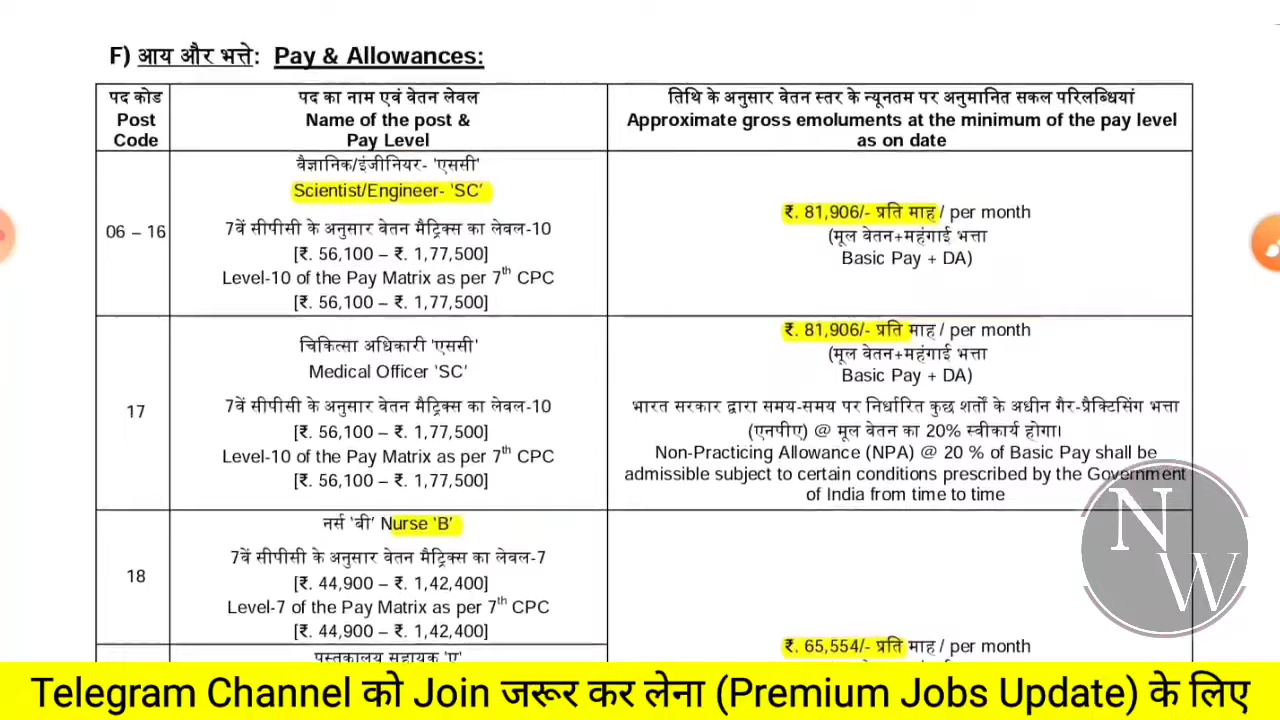 F) आय और भत्ते: Pay & Allowances:
पद कोड
Post
Code
पद का नाम एवं वेतन लेवल
Name of the post &
Pay Level
तिथि के अनुसार वेतन स्तर के न्यूनतम पर अनुमानित सकल परिलब्धियां
Approximate gross emoluments at the minimum of the pay level
as on date
06 – 16
वैज्ञानिक/इंजीनियर- 'एससी'
Scientist/Engineer- 'SC'
7वें सीपीसी के अनुसार वेतन मैट्रिक्स का लेवल-10
[₹. 56,100 – ₹. 1,77,500]
Level-10 of the Pay Matrix as per 7th CPC
[₹. 56,100 – ₹. 1,77,500]
₹. 81,906/- प्रति माह / per month
(मूल वेतन+महंगाई भत्ता
Basic Pay + DA)
17
चिकित्सा अधिकारी 'एससी'
Medical Officer 'SC'
7वें सीपीसी के अनुसार वेतन मैट्रिक्स का लेवल-10
[₹. 56,100 – ₹. 1,77,500]
Level-10 of the Pay Matrix as per 7th CPC
[₹. 56,100 – ₹. 1,77,500]
₹. 81,906/- प्रति माह / per month
(मूल वेतन+महंगाई भत्ता
Basic Pay + DA)
भारत सरकार द्वारा समय-समय पर निर्धारित कुछ शर्तों के अधीन गैर-प्रैक्टिसिंग भत्ता
(एनपीए) @ मूल वेतन का 20% स्वीकार्य होगा।
Non-Practicing Allowance (NPA) @ 20 % of Basic Pay shall be
admissible subject to certain conditions prescribed by the Government
of India from time to time
18
नर्स 'बी' Nurse 'B'
7वें सीपीसी के अनुसार वेतन मैट्रिक्स का लेवल-7
[₹. 44,900 – ₹. 1,42,400]
Level-7 of the Pay Matrix as per 7th CPC
[₹. 44,900 – ₹. 1,42,400]
₹. 65,554/- प्रति माह / per month
पुस्तकालय सहायक 'ए'
NW
Telegram Channel को Join जरूर कर लेना (Premium Jobs Update) के लिए